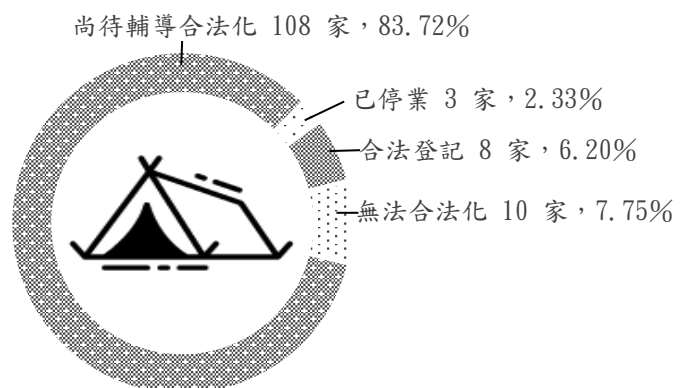 尚待輔導合法化 108 家，83.72%
已停業 3 家，2.33%
合法登記 8 家，6.20%
無法合法化 10 家，7.75%